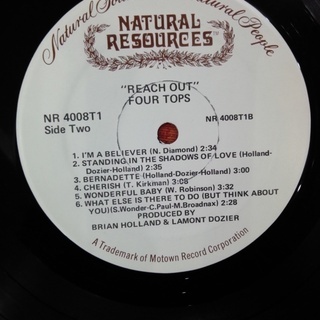 Natural Sou
Natural People
NATURAL
RESOURCES
TM
"REACH OUT"
FOUR TOPS
NR 4008T1
Side Two
NR 4008T1B
1. I'M A BELIEVER (N. Diamond) 2:34
2. STANDING IN THE SHADOWS OF LOVE (Holland-
Dozier-Holland) 2:35
3. BERNADETTE (Holland-Dozier-Holland) 3:00
4. CHERISH (T. Kirkman) 3:08
5. WONDERFUL BABY (W. Robinson) 3:32
6. WHAT ELSE IS THERE TO DO (BUT THINK ABOUT
YOU)(S.Wonder-C.Paul-M.Broadnax) 2:28
PRODUCED BY
BRIAN HOLLAND & LAMONT DOZIER
A Trademark of Motown Record Corporation